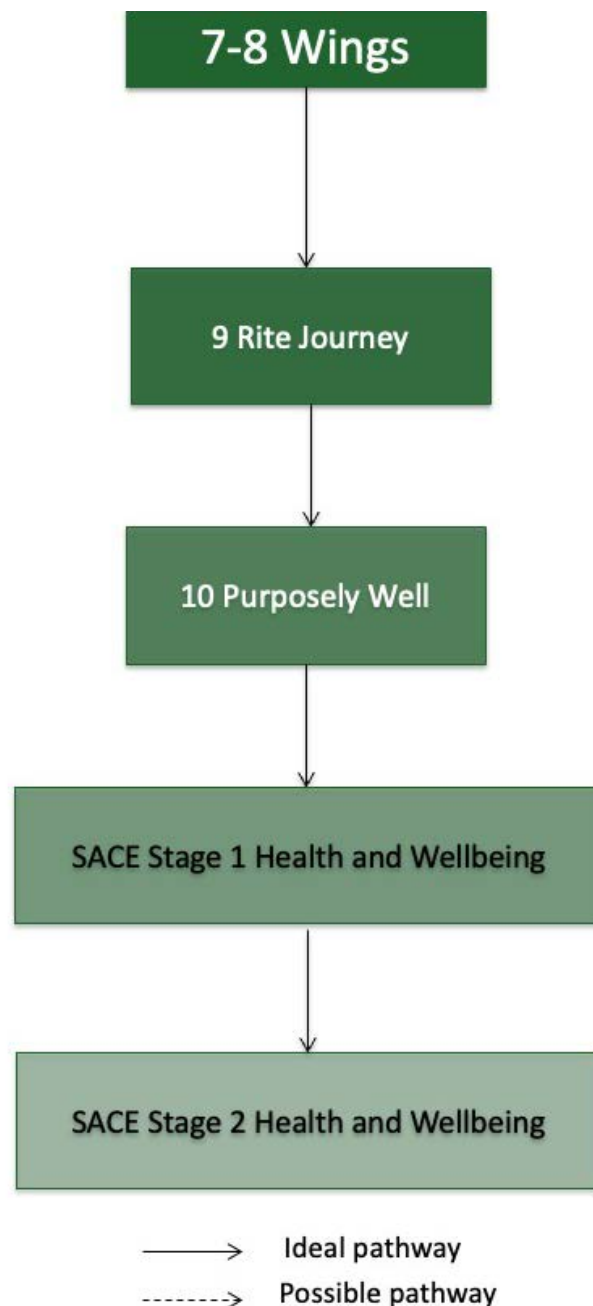 7-8 Wings
9 Rite Journey
10 Purposely Well
SACE Stage 1 Health and Wellbeing
SACE Stage 2 Health and Wellbeing
Ideal pathway
Possible pathway